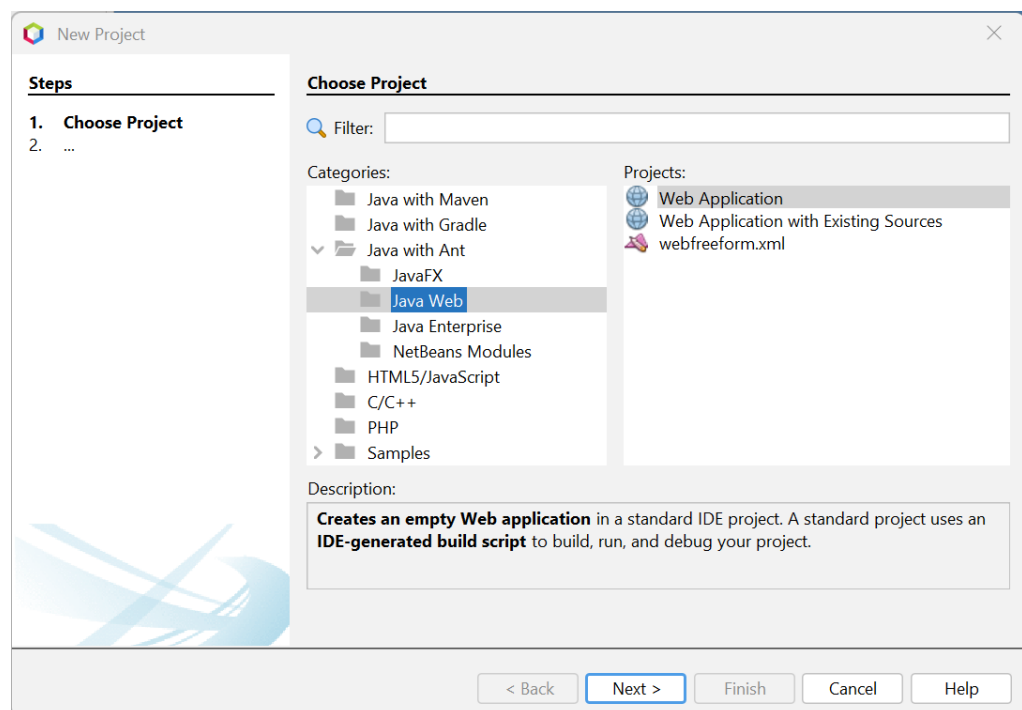 New Project
Steps
1. Choose Project
2. ...
Choose Project
Filter:
Categories:
Java with Maven
Java with Gradle
Java with Ant
JavaFX
Java Web
Java Enterprise
NetBeans Modules
HTML5/JavaScript
C/C++
PHP
Samples
Projects:
Web Application
Web Application with Existing Sources
webfreeform.xml
Description:
Creates an empty Web application in a standard IDE project. A standard project uses an
IDE-generated build script to build, run, and debug your project.
< Back Next > Finish Cancel Help